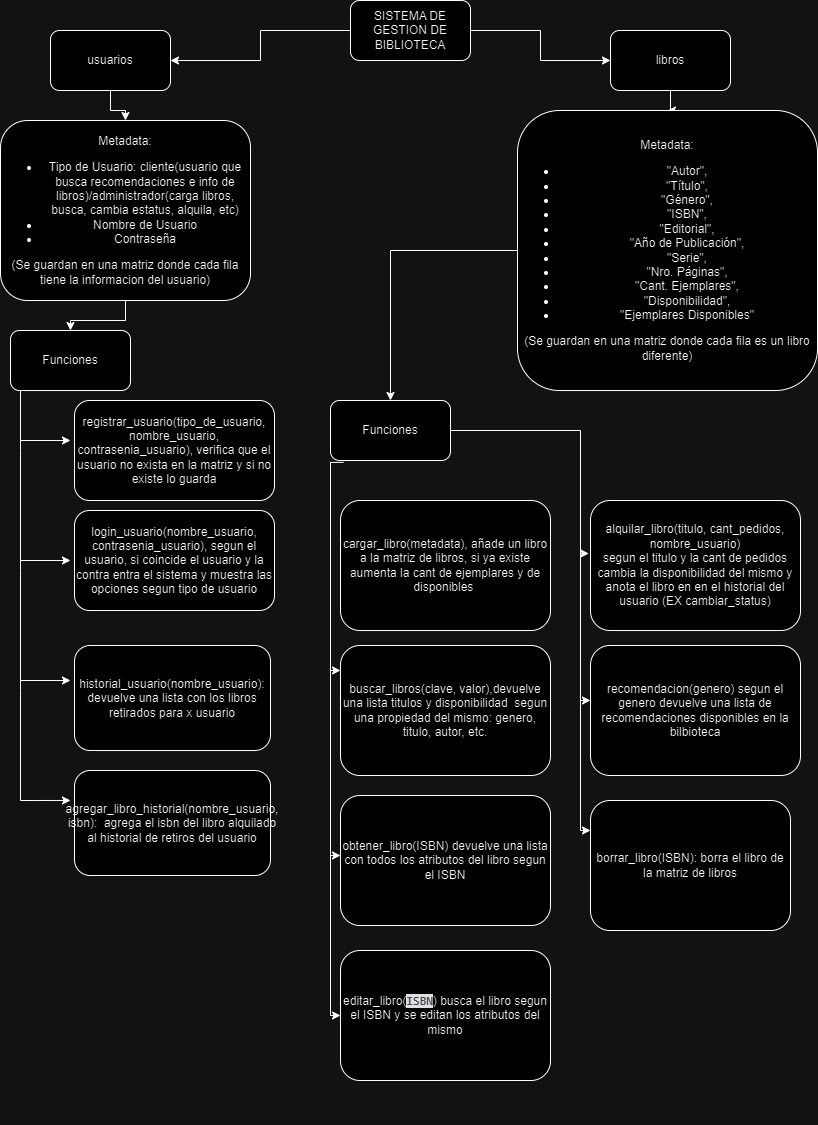 SISTEMA DE
GESTION DE
BIBLIOTECA
usuarios
libros
Metadata:
Tipo de Usuario: cliente(usuario que
busca recomendaciones e info de
libros)/administrador(carga libros,
busca, cambia estatus, alquila, etc)
Nombre de Usuario
Contraseña
(Se guardan en una matriz donde cada fila
tiene la informacion del usuario)
Metadata:
"Autor",
"Título",
"Género",
"ISBN",
"Editorial",
"Año de Publicación",
"Serie",
"Nro. Páginas",
"Cant. Ejemplares",
"Disponibilidad",
"Ejemplares Disponibles"
(Se guardan en una matriz donde cada fila es un libro
diferente)
Funciones
registrar_usuario(tipo_de_usuario,
nombre_usuario,
contrasenia_usuario), verifica que el
usuario no exista en la matriz y si no
existe lo guarda
login_usuario(nombre_usuario,
contrasenia_usuario), segun el
usuario, si coincide el usuario y la
contra entra el sistema y muestra las
opciones segun tipo de usuario
historial_usuario(nombre_usuario):
devuelve una lista con los libros
retirados para x usuario
agregar_libro_historial(nombre_usuario,
isbn): agrega el isbn del libro alquilado
al historial de retiros del usuario
Funciones
cargar_libro(metadata), añade un libro
a la matriz de libros, si ya existe
aumenta la cant de ejemplares y de
disponibles
buscar_libros(clave, valor),devuelve
una lista titulos y disponibilidad segun
una propiedad del mismo: genero,
titulo, autor, etc.
obtener_libro(ISBN) devuelve una lista
con todos los atributos del libro segun
el ISBN
editar_libro(ISBN) busca el libro segun
el ISBN y se editan los atributos del
mismo
alquilar_libro(titulo, cant_pedidos,
nombre_usuario)
segun el titulo y la cant de pedidos
cambia la disponibilidad del mismo y
anota el libro en en el historial del
usuario (EX cambiar_status)
recomendacion(genero) segun el
genero devuelve una lista de
recomendaciones disponibles en la
bilbioteca
borrar_libro(ISBN): borra el libro de
la matriz de libros